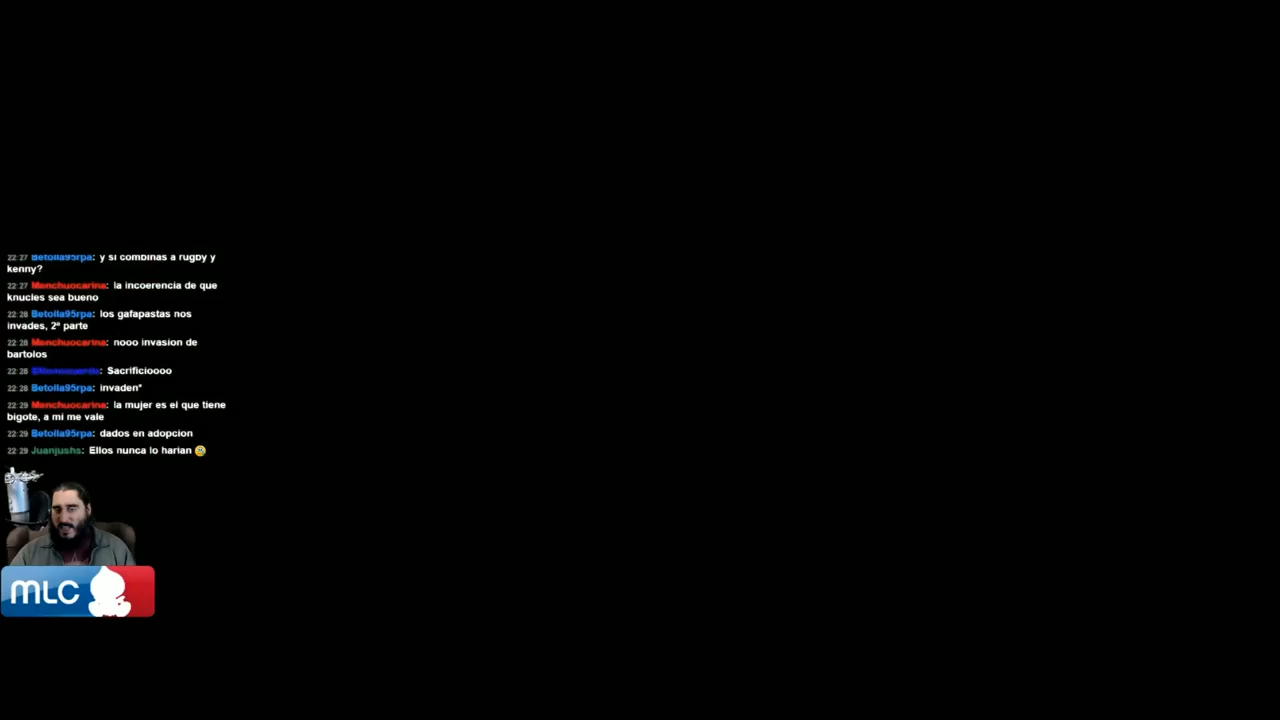 22:27 Betolla95rpa: y si combinas a rugby y
kenny?
22:27 Menchuocarina: la incoerencia de que
knucles sea bueno
22:28 Betolla95rpa: los gafapastas nos
invades, 2ª parte
22:28 Menchuocarina: nooo invasion de
bartolos
22:28 Sacrificioooo
22:28 Betolla95rpa: invaden*
22:29 Menchuocarina: la mujer es el que tiene
bigote, a mi me vale
22:29 Betolla95rpa: dados en adopcion
22:29 Juanjushs: Ellos nunca lo harian
MLC